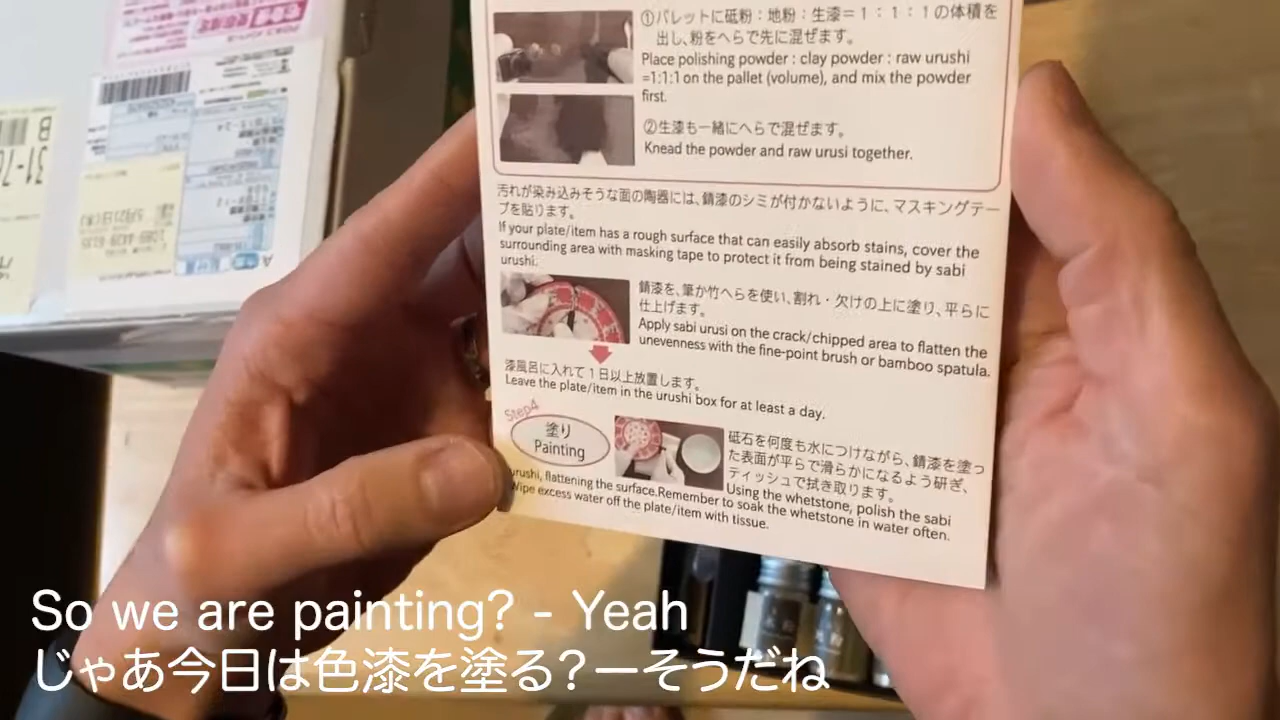 ①パレットに砥粉：地粉：生漆＝１：１：１の体積を
出し、粉をへらで先に混ぜます。
Place polishing powder : clay powder : raw urushi
=1:1:1 on the pallet (volume), and mix the powder
first.
②生漆も一緒にへらで混ぜます。
Knead the powder and raw urusi together.
汚れが染み込みそうな面の陶器には、錆漆のシミが付かないように、マスキングテー
プを貼ります。
If your plate/item has a rough surface that can easily absorb stains, cover the
surrounding area with masking tape to protect it from being stained by sabi
urushi.
錆漆を、筆か竹へらを使い、割れ・欠けの上に塗り、平らに
仕上げます。
Apply sabi urusi on the crack/chipped area to flatten the
unevenness with the fine-point brush or bamboo spatula.
漆風呂に入れて１日以上放置します。
Leave the plate/item in the urushi box for at least a day.
Step4
塗り
Painting
砥石を何度も水につけながら、錆漆を塗っ
た表面が平らで滑らかになるよう研ぎ、
ティッシュで拭き取ります。
Using the whetstone, polish the sabi
urushi, flattening the surface.Remember to soak the whetstone in water often.
Wipe excess water off the plate/item with tissue.
So we are painting? - Yeah
じゃあ今日は色漆を塗る？ーそうだね